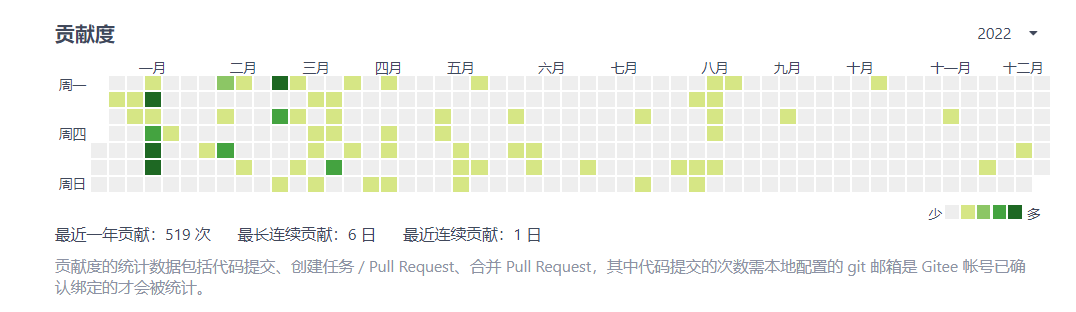 贡献度
2022
一月 二月 三月 四月 五月 六月 七月 八月 九月 十月 十一月 十二月
周一
周四
周日
少 多
最近一年贡献：519 次 最长连续贡献：6 日 最近连续贡献：1 日
贡献度的统计数据包括代码提交、创建任务 / Pull Request、合并 Pull Request，其中代码提交的次数需本地配置的 git 邮箱是 Gitee 帐号已确
认绑定的才会被统计。